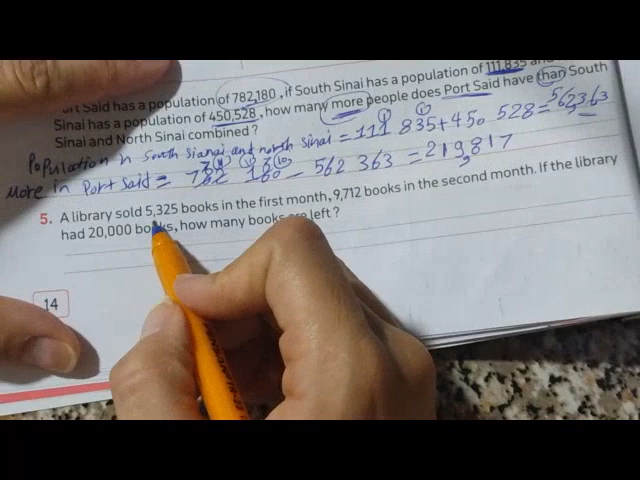 ort Said has a population of 782,180 , if South Sinai has a population of 111,835 and
Sinai has a population of 450,528 , how many more people does Port Said have than South
Sinai and North Sinai combined ?
Population n south sianai and north sinai = 111 835 + 450 528 = 562,363
More in Port Said = 782 180 - 562 363 = 219,817
5. A library sold 5,325 books in the first month, 9,712 books in the second month. If the library
had 20,000 books, how many books are left ?
14